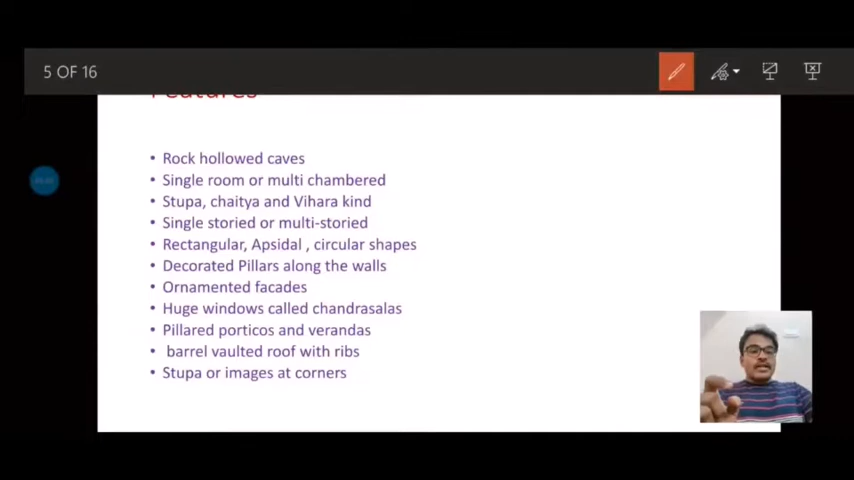 5 OF 16
Features
• Rock hollowed caves
• Single room or multi chambered
• Stupa, chaitya and Vihara kind
• Single storied or multi-storied
• Rectangular, Apsidal , circular shapes
• Decorated Pillars along the walls
• Ornamented facades
• Huge windows called chandrasalas
• Pillared porticos and verandas
• barrel vaulted roof with ribs
• Stupa or images at corners